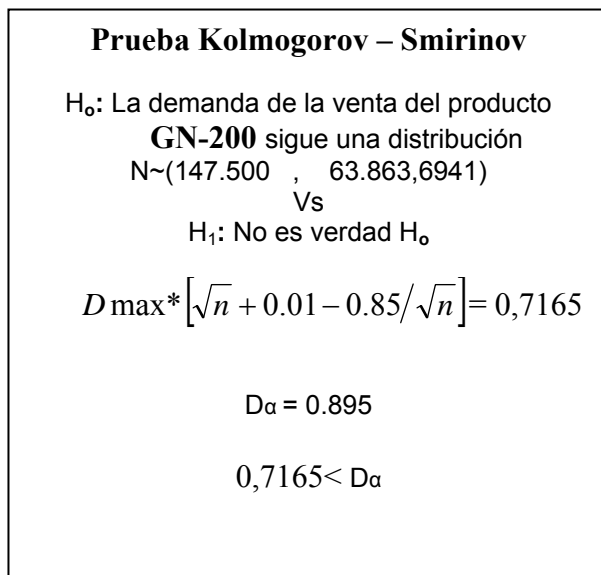 Prueba Kolmogorov – Smirinov
Ho: La demanda de la venta del producto
GN-200 sigue una distribución
N~(147.500 , 63.863,6941)
Vs
H1: No es verdad Ho
D max* [√n + 0.01 − 0.85/√n] = 0,7165
Dα = 0.895
0,7165< Dα